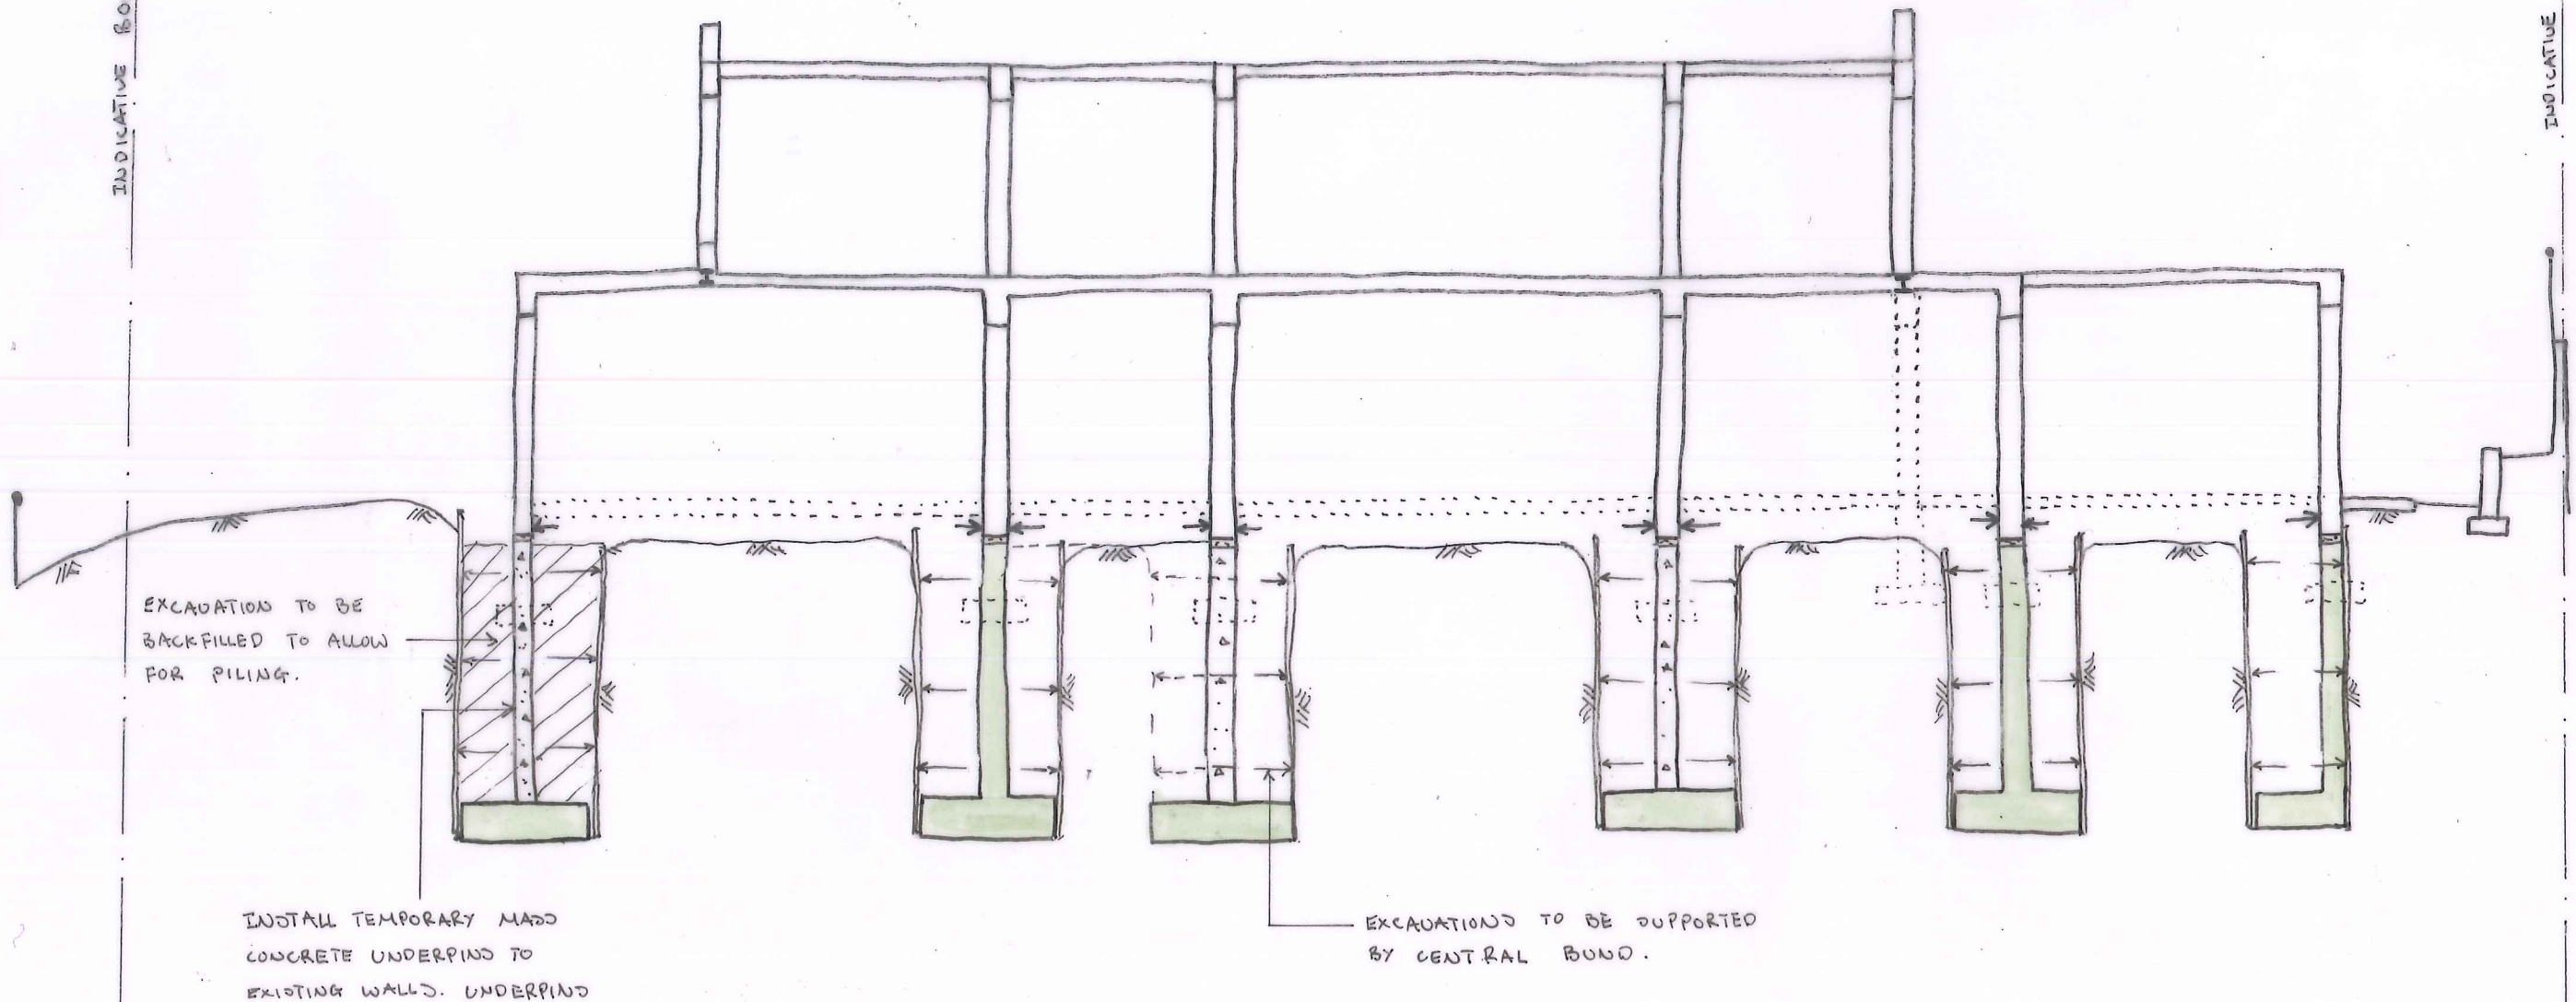 INDICATIVE BO
INDICATIVE
EXCAVATION TO BE
BACKFILLED TO ALLOW
FOR PILING.
INSTALL TEMPORARY MASS
CONCRETE UNDERPINS TO
EXISTING WALLS. UNDERPINS
EXCAVATIONS TO BE SUPPORTED
BY CENTRAL BUND.